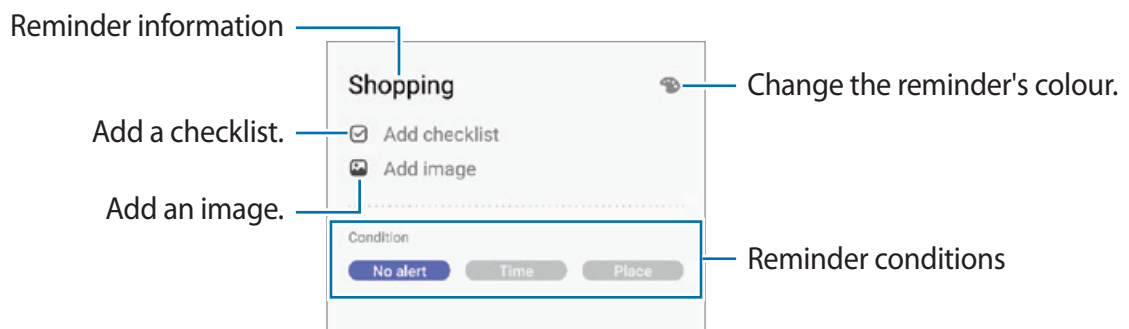 Reminder information
Shopping
Change the reminder's colour.
Add a checklist.
Add checklist
Add image
Add an image.
Condition
No alert Time Place
Reminder conditions